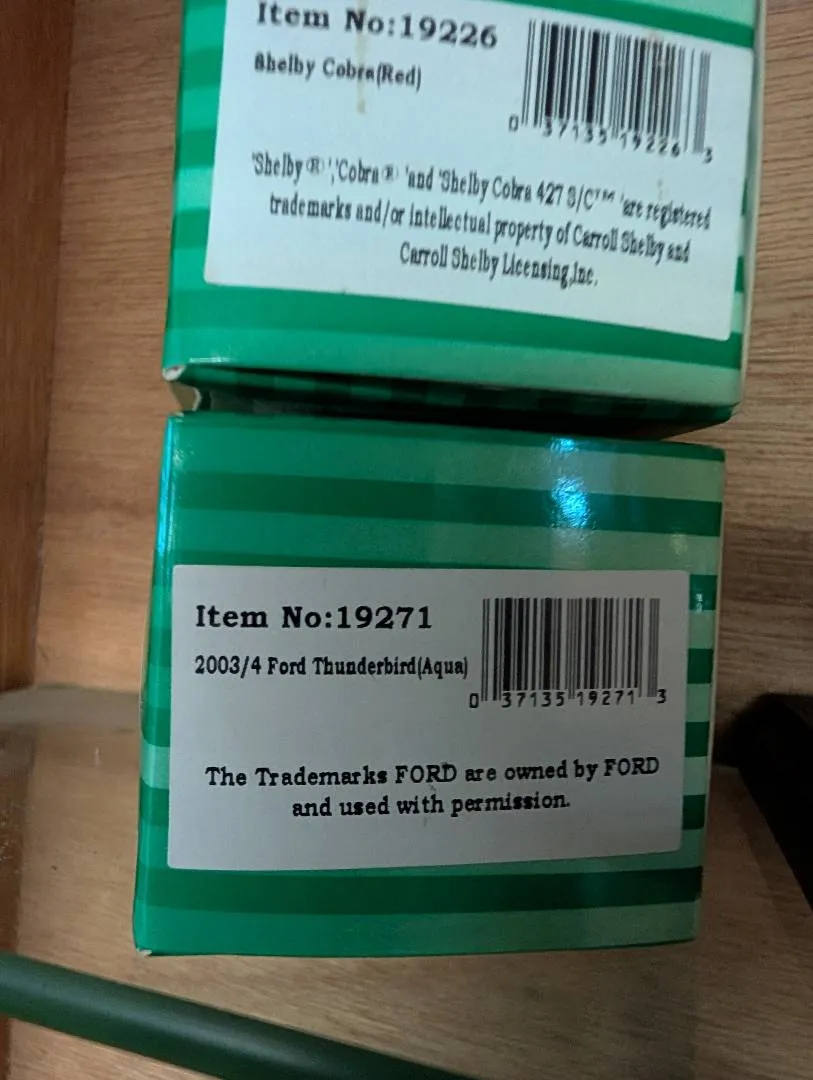 Item No:19226
Shelby Cobra(Red)
0 37135 19226 3
'Shelby ® ','Cobra ® 'and 'Shelby Cobra 427 S/C™ 'are registered
trademarks and/or intellectual property of Carroll Shelby and
Carroll Shelby Licensing,Inc.
Item No:19271
2003/4 Ford Thunderbird(Aqua)
0 37135 19271 3
The Trademarks FORD are owned by FORD
and used with permission.